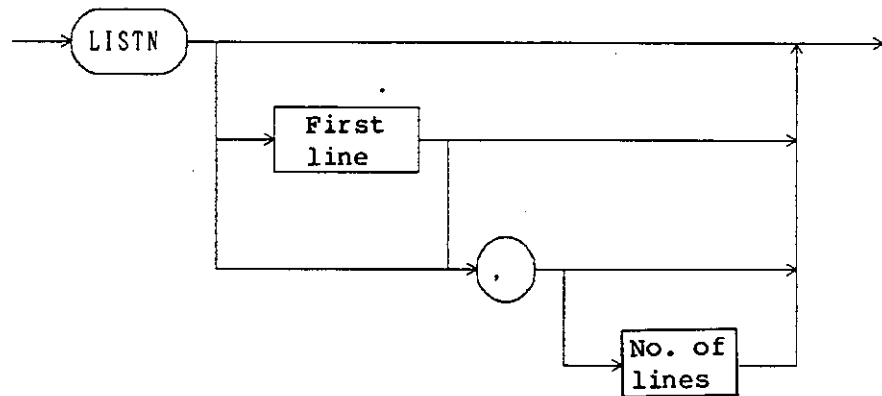 LISTN
First
line
,
No. of
lines